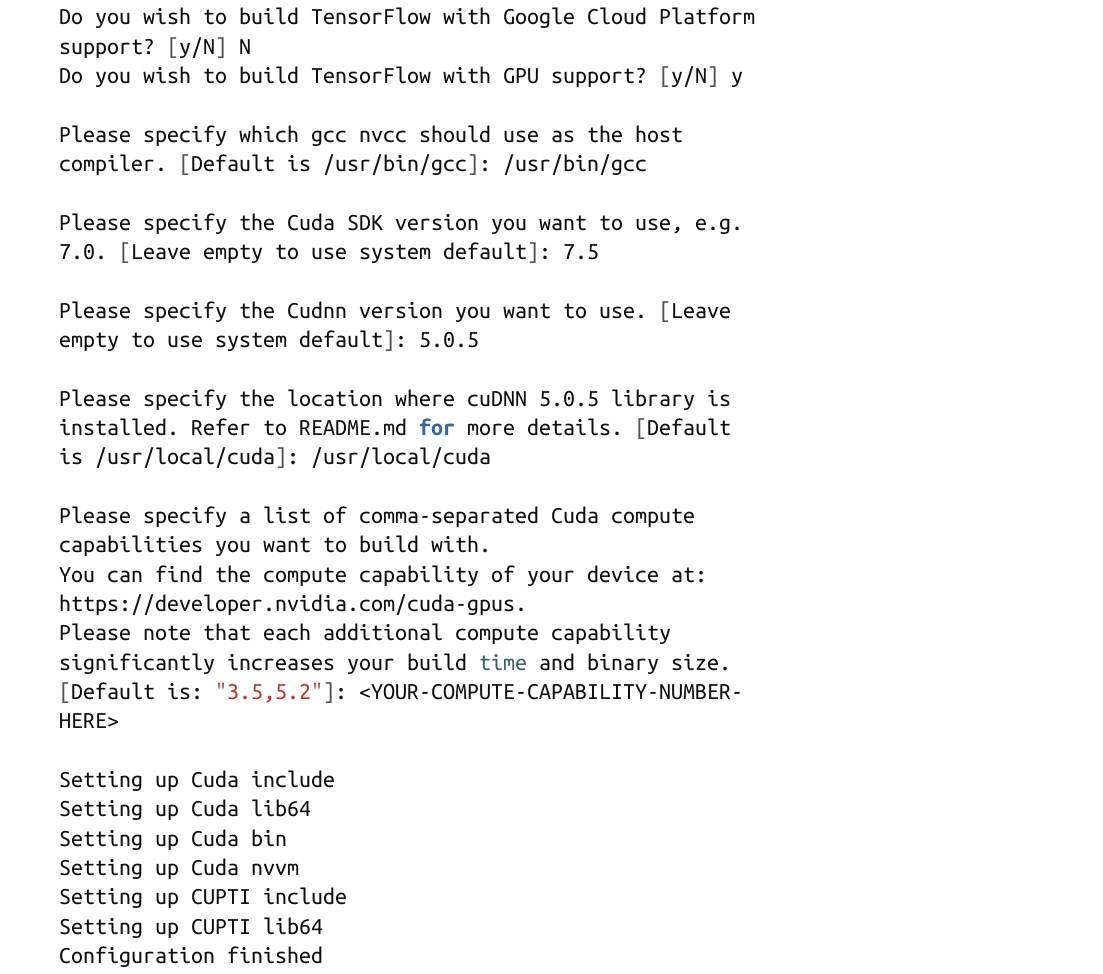 Do you wish to build TensorFlow with Google Cloud Platform
support? [y/N] N
Do you wish to build TensorFlow with GPU support? [y/N] y
Please specify which gcc nvcc should use as the host
compiler. [Default is /usr/bin/gcc]: /usr/bin/gcc
Please specify the Cuda SDK version you want to use, e.g.
7.0. [Leave empty to use system default]: 7.5
Please specify the Cudnn version you want to use. [Leave
empty to use system default]: 5.0.5
Please specify the location where cuDNN 5.0.5 library is
installed. Refer to README.md for more details. [Default
is /usr/local/cuda]: /usr/local/cuda
Please specify a list of comma-separated Cuda compute
capabilities you want to build with.
You can find the compute capability of your device at:
https://developer.nvidia.com/cuda-gpus.
Please note that each additional compute capability
significantly increases your build time and binary size.
[Default is: "3.5,5.2"]: <YOUR-COMPUTE-CAPABILITY-NUMBER-
HERE>
Setting up Cuda include
Setting up Cuda lib64
Setting up Cuda bin
Setting up Cuda nvvm
Setting up CUPTI include
Setting up CUPTI lib64
Configuration finished